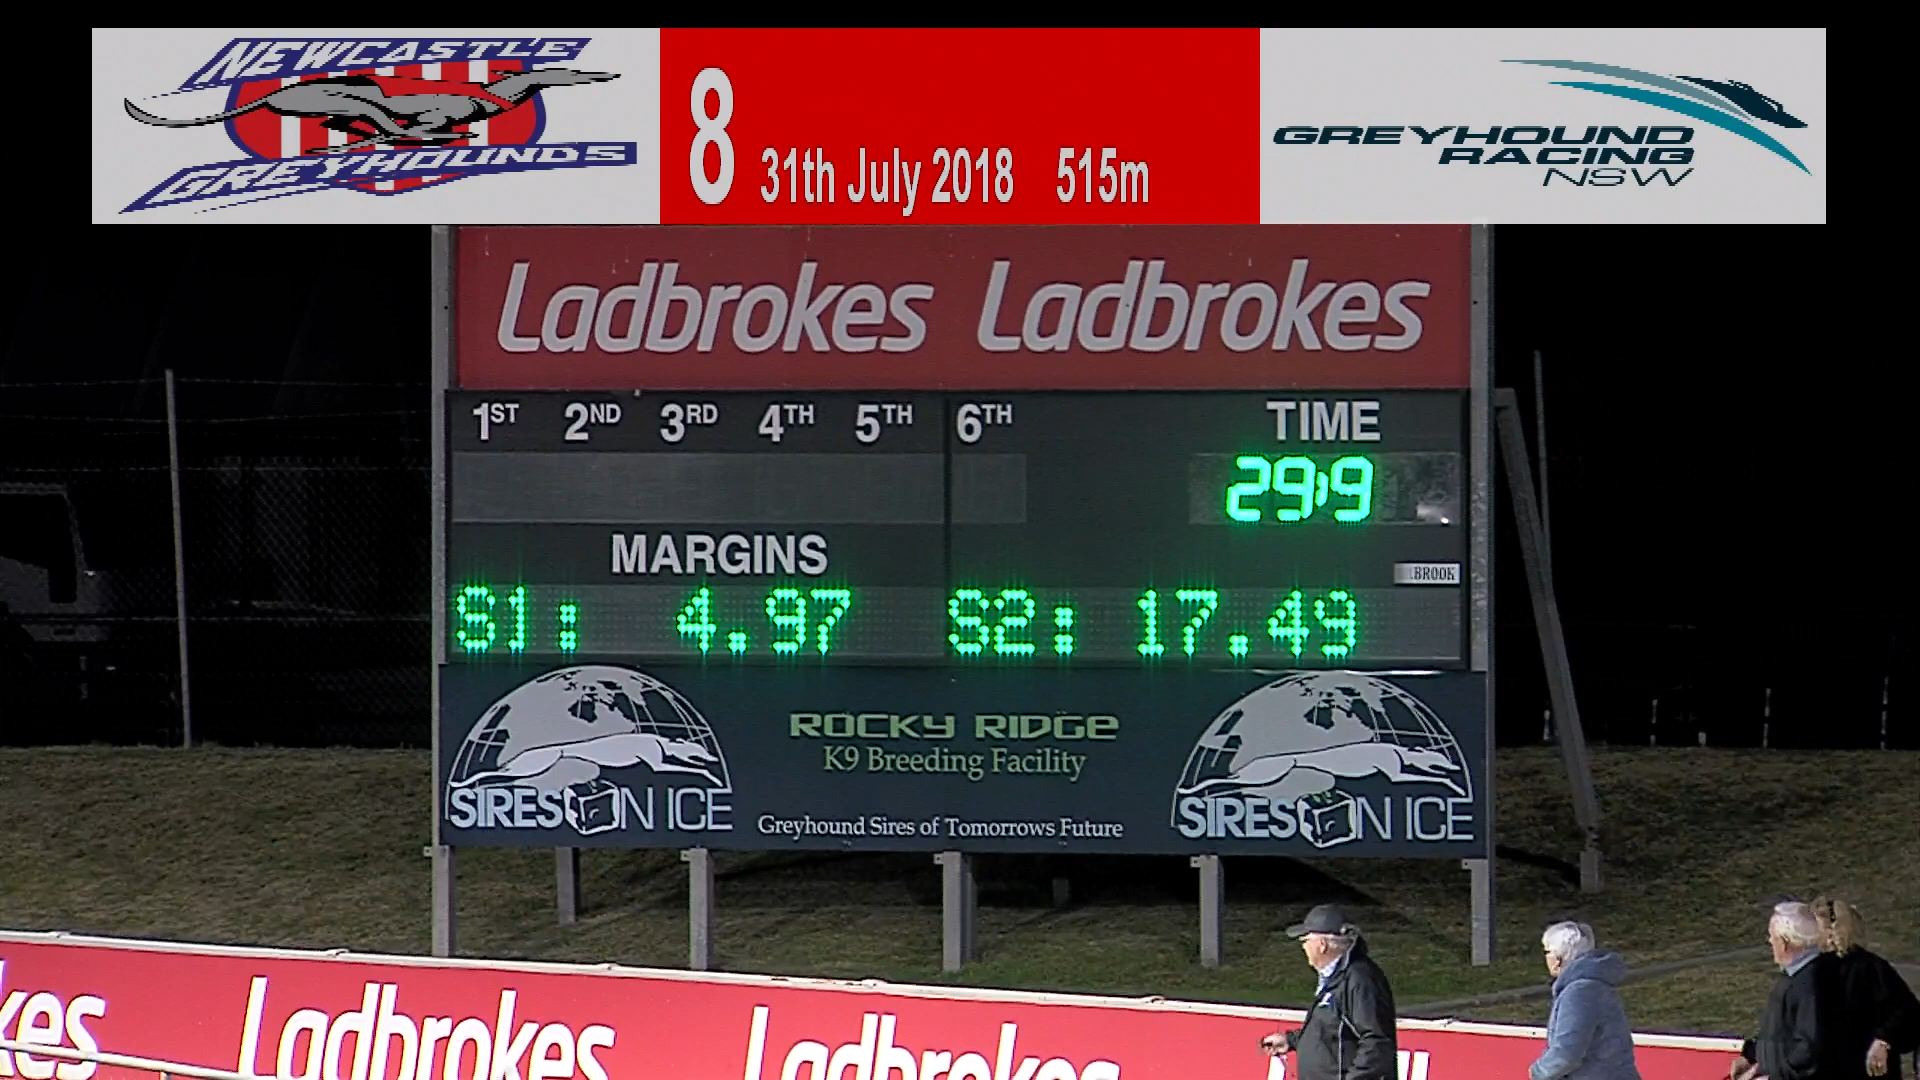 NEWCASTLE
GREYHOUNDS
8 31th July 2018 515m
GREYHOUND
RACING
NSW
Ladbrokes Ladbrokes
1ST 2ND 3RD 4TH 5TH 6TH TIME
29:9
MARGINS
BROOK
S1: 4.97 S2: 17.49
ROCKY RIDGE
K9 Breeding Facility
SIRES ON ICE
Greyhound Sires of Tomorrows Future
SIRES ON ICE
kes Ladbrokes Ladbrokes